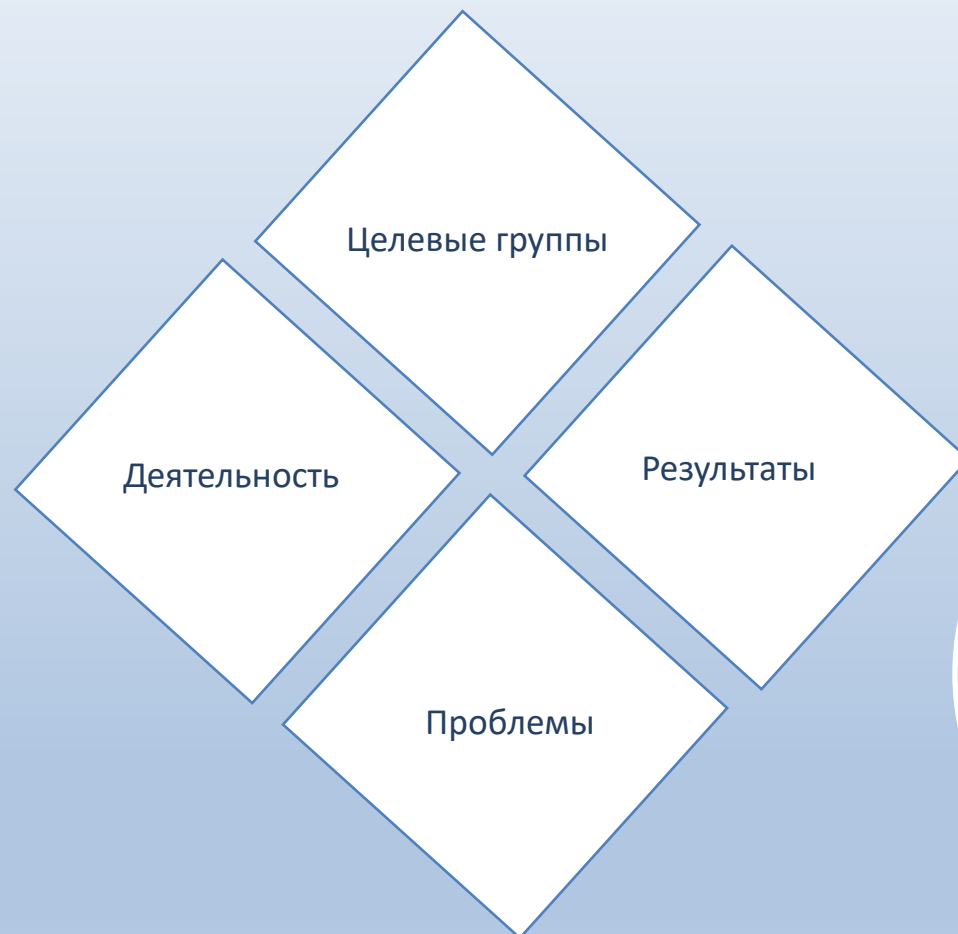 Целевые группы
Деятельность
Результаты
Проблемы